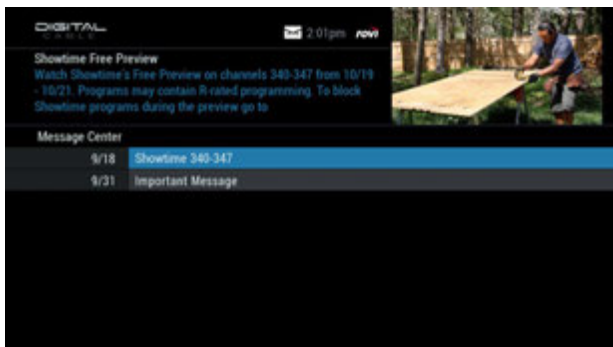 DIGITAL
CABLE
2:01pm rovi
Showtime Free Preview
Watch Showtime's Free Preview on channels 340-347 from 10/19
- 10/21. Programs may contain R-rated programming. To block
Showtime programs during the preview go to
Message Center
9/18 Showtime 340-347
9/31 Important Message